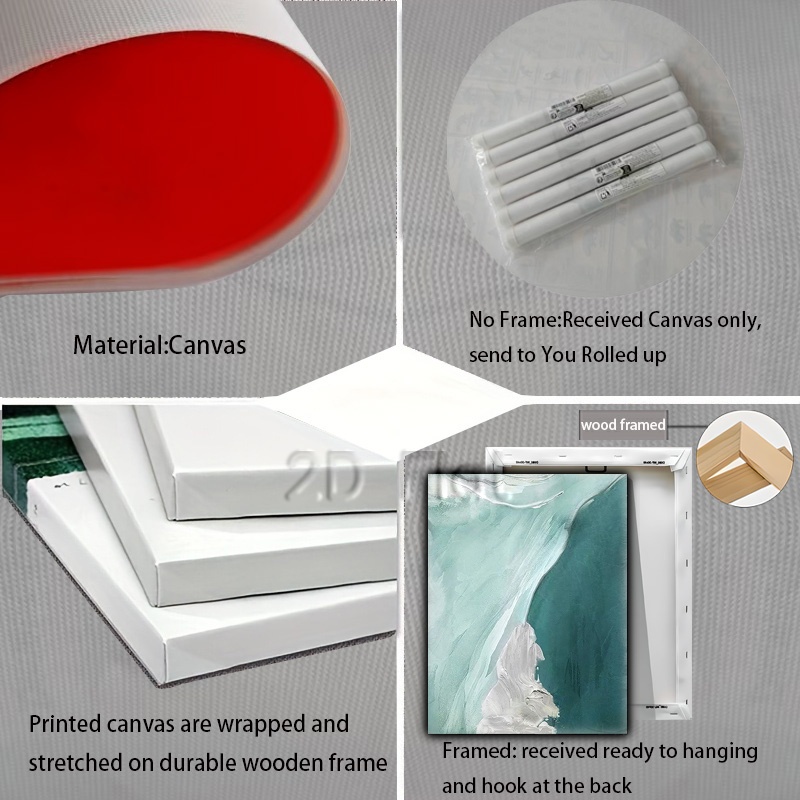 Material:Canvas
No Frame:Received Canvas only,
send to You Rolled up
wood framed
2D
Printed canvas are wrapped and
stretched on durable wooden frame
Framed: received ready to hanging
and hook at the back